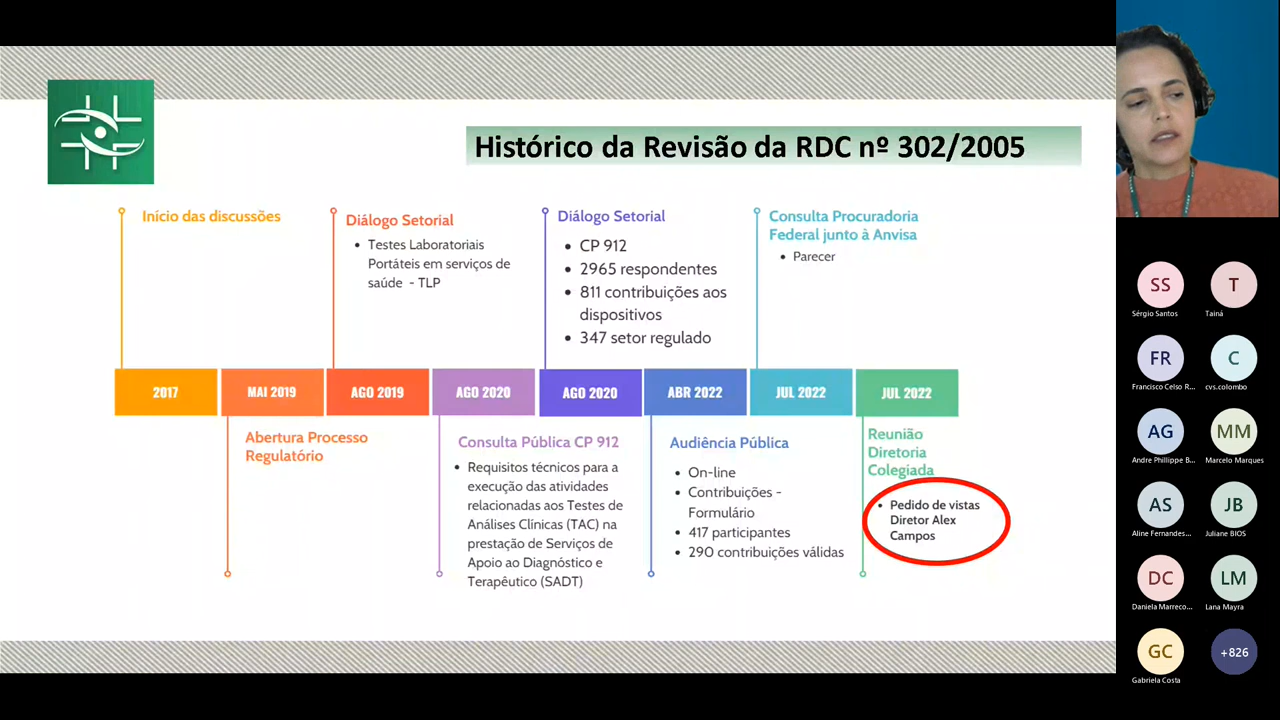 Histórico da Revisão da RDC nº 302/2005
Início das discussões
Diálogo Setorial
• Testes Laboratoriais
Portáteis em serviços de
saúde - TLP
Diálogo Setorial
• CP 912
• 2965 respondentes
• 811 contribuições aos
dispositivos
• 347 setor regulado
Consulta Procuradoria
Federal junto à Anvisa
• Parecer
2017
MAI 2019
AGO 2019
AGO 2020
AGO 2020
ABR 2022
JUL 2022
JUL 2022
Abertura Processo
Regulatório
Consulta Pública CP 912
• Requisitos técnicos para a
execução das atividades
relacionadas aos Testes de
Análises Clínicas (TAC) na
prestação de Serviços de
Apoio ao Diagnóstico e
Terapêutico (SADT)
Audiência Pública
• On-line
• Contribuições -
Formulário
• 417 participantes
• 290 contribuições válidas
Reunião
Diretoria
Colegiada
• Pedido de vistas
Diretor Alex
Campos
SS
Sérgio Santos
T
Tainá
FR
Francisco Celso R...
C
cvs.colombo
AG
Andre Phillippe B...
MM
Marcelo Marques
AS
Aline Fernandes...
JB
Juliane BIOS
DC
Daniela Marreco...
LM
Lana Mayra
GC
Gabriela Costa
+826